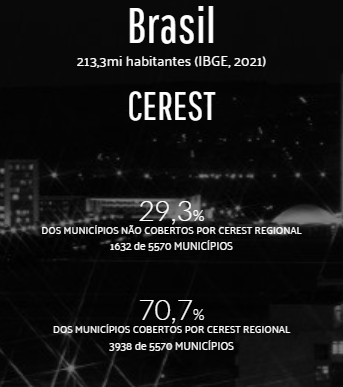 Brasil
213,3mi habitantes (IBGE, 2021)
CEREST
29,3%
DOS MUNICÍPIOS NÃO COBERTOS POR CEREST REGIONAL
1632 de 5570 MUNICÍPIOS
70,7%
DOS MUNICÍPIOS COBERTOS POR CEREST REGIONAL
3938 de 5570 MUNICÍPIOS